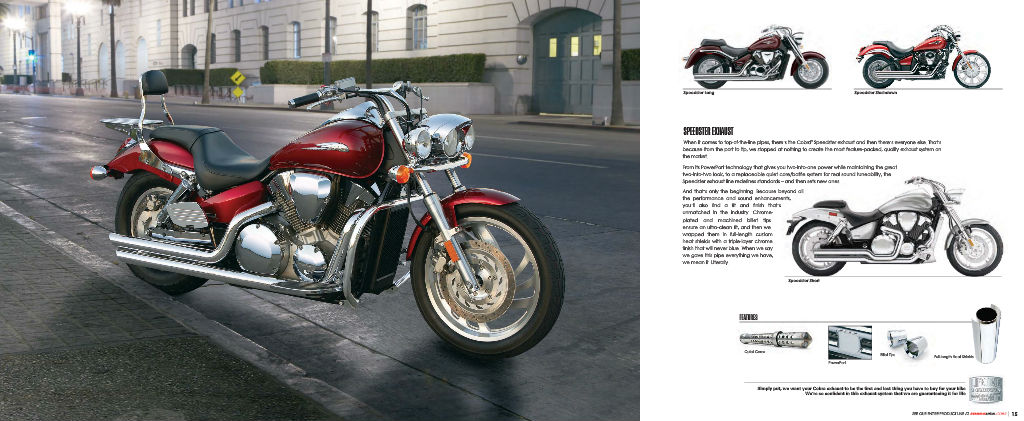 Speedster Long
Speedster Slashdown
SPEEDSTER EXHAUST
When it comes to top-of-the-line pipes, there's the Cobra® Speedster exhaust and then there's everyone else. That's
because from the port to tip, we stopped at nothing to create the most feature-packed, quality exhaust system on
the market.
From its PowerPort technology that gives you two-into-one power while maintaining the great
two-into-two look, to a replaceable quiet core/baffle system for real sound tuneability, the
Speedster exhaust line redefines standards – and then sets new ones.
And that's only the beginning. Because beyond all
the performance and sound enhancements,
you'll also find a fit and finish that's
unmatched in the industry. Chrome-
plated and machined billet tips
ensure an ultra-clean fit, and then we
wrapped them in full-length custom
heat shields with a triple-layer chrome
finish that will never blue. When we say
we gave this pipe everything we have,
we mean it. Literally.
Speedster Short
FEATURES
Quiet Cores
PowerPort
Billet Tips
Full-length Heat Shields
Simply put, we want your Cobra exhaust to be the first and last thing you have to buy for your bike.
We're so confident in this exhaust system that we are guaranteeing it for life.
SEE OUR ENTIRE PRODUCT LINE AT
15